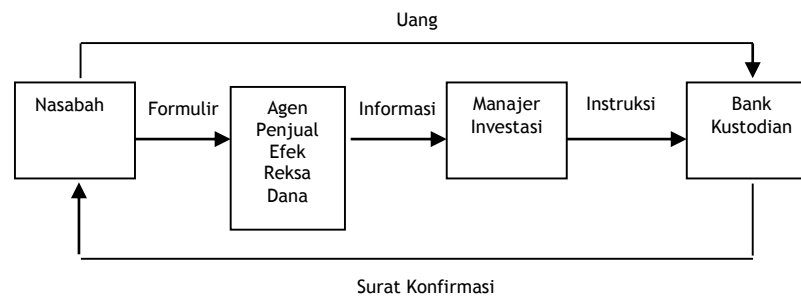 Uang
Nasabah
Formulir
Agen
Penjual
Efek
Reksa
Dana
Informasi
Manajer
Investasi
Instruksi
Bank
Kustodian
Surat Konfirmasi